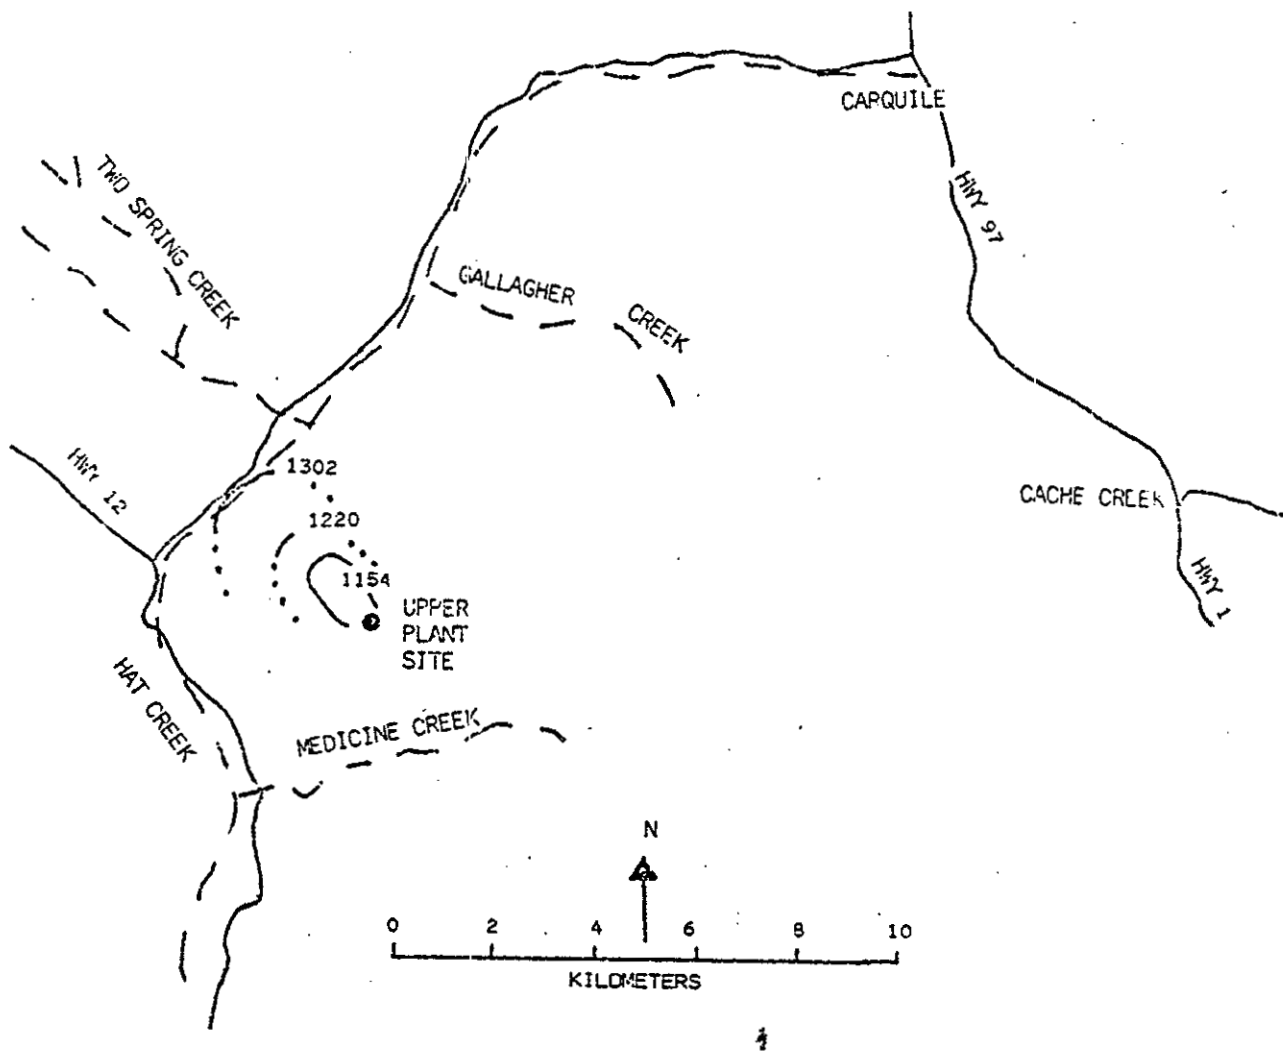 CARQUILE
HWY 97
TWO SPRING CREEK
GALLAGHER CREEK
HWY 12
1302
1220
1154
CACHE CREEK
HWY 1
UPPER
PLANT
SITE
HAT CREEK
MEDICINE CREEK
N
0 2 4 6 8 10
KILOMETERS